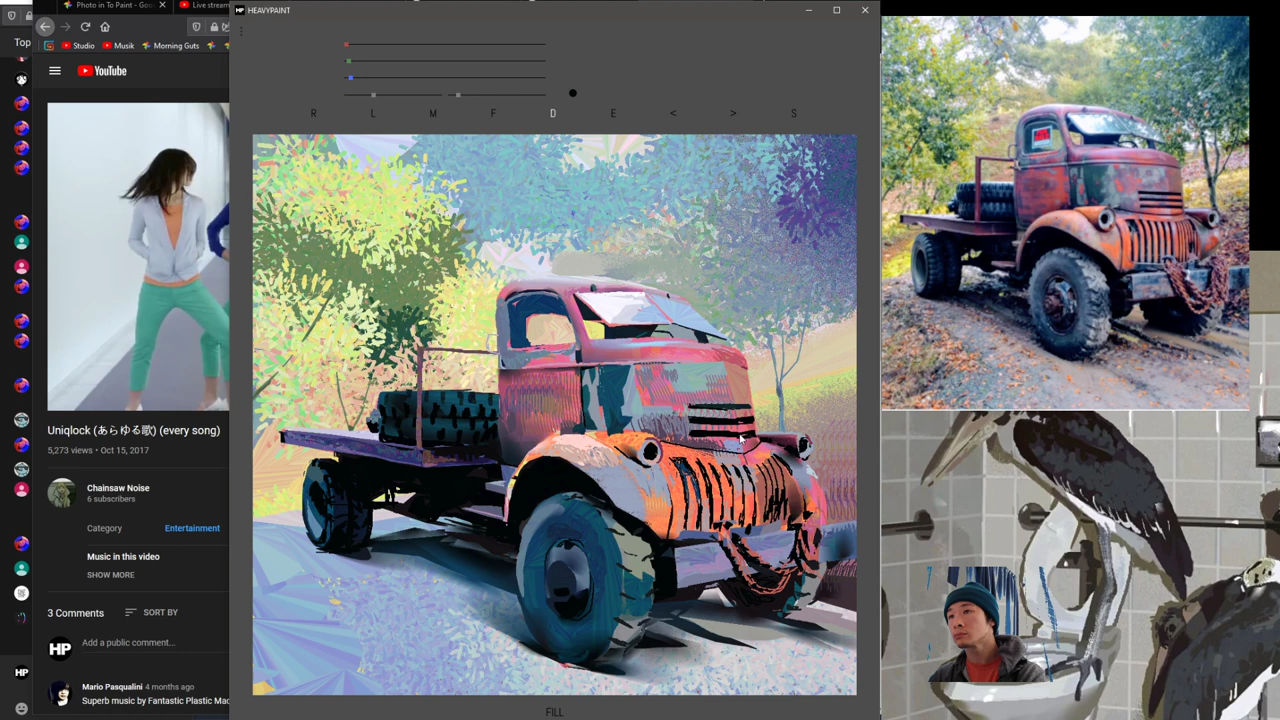 Photo in To Paint - Goo
Live stream
HP HEAVYPAINT
Top
Studio
Musik
Morning Guts
YouTube
R L M F D E < > S
Uniqlock (あらゆる歌) (every song)
5,273 views • Oct 15, 2017
Chainsaw Noise
6 subscribers
Category
Entertainment
Music in this video
SHOW MORE
3 Comments
SORT BY
HP
Add a public comment...
HP
Mario Pasqualini 4 months ago
Superb music by Fantastic Plastic Mac
FILL